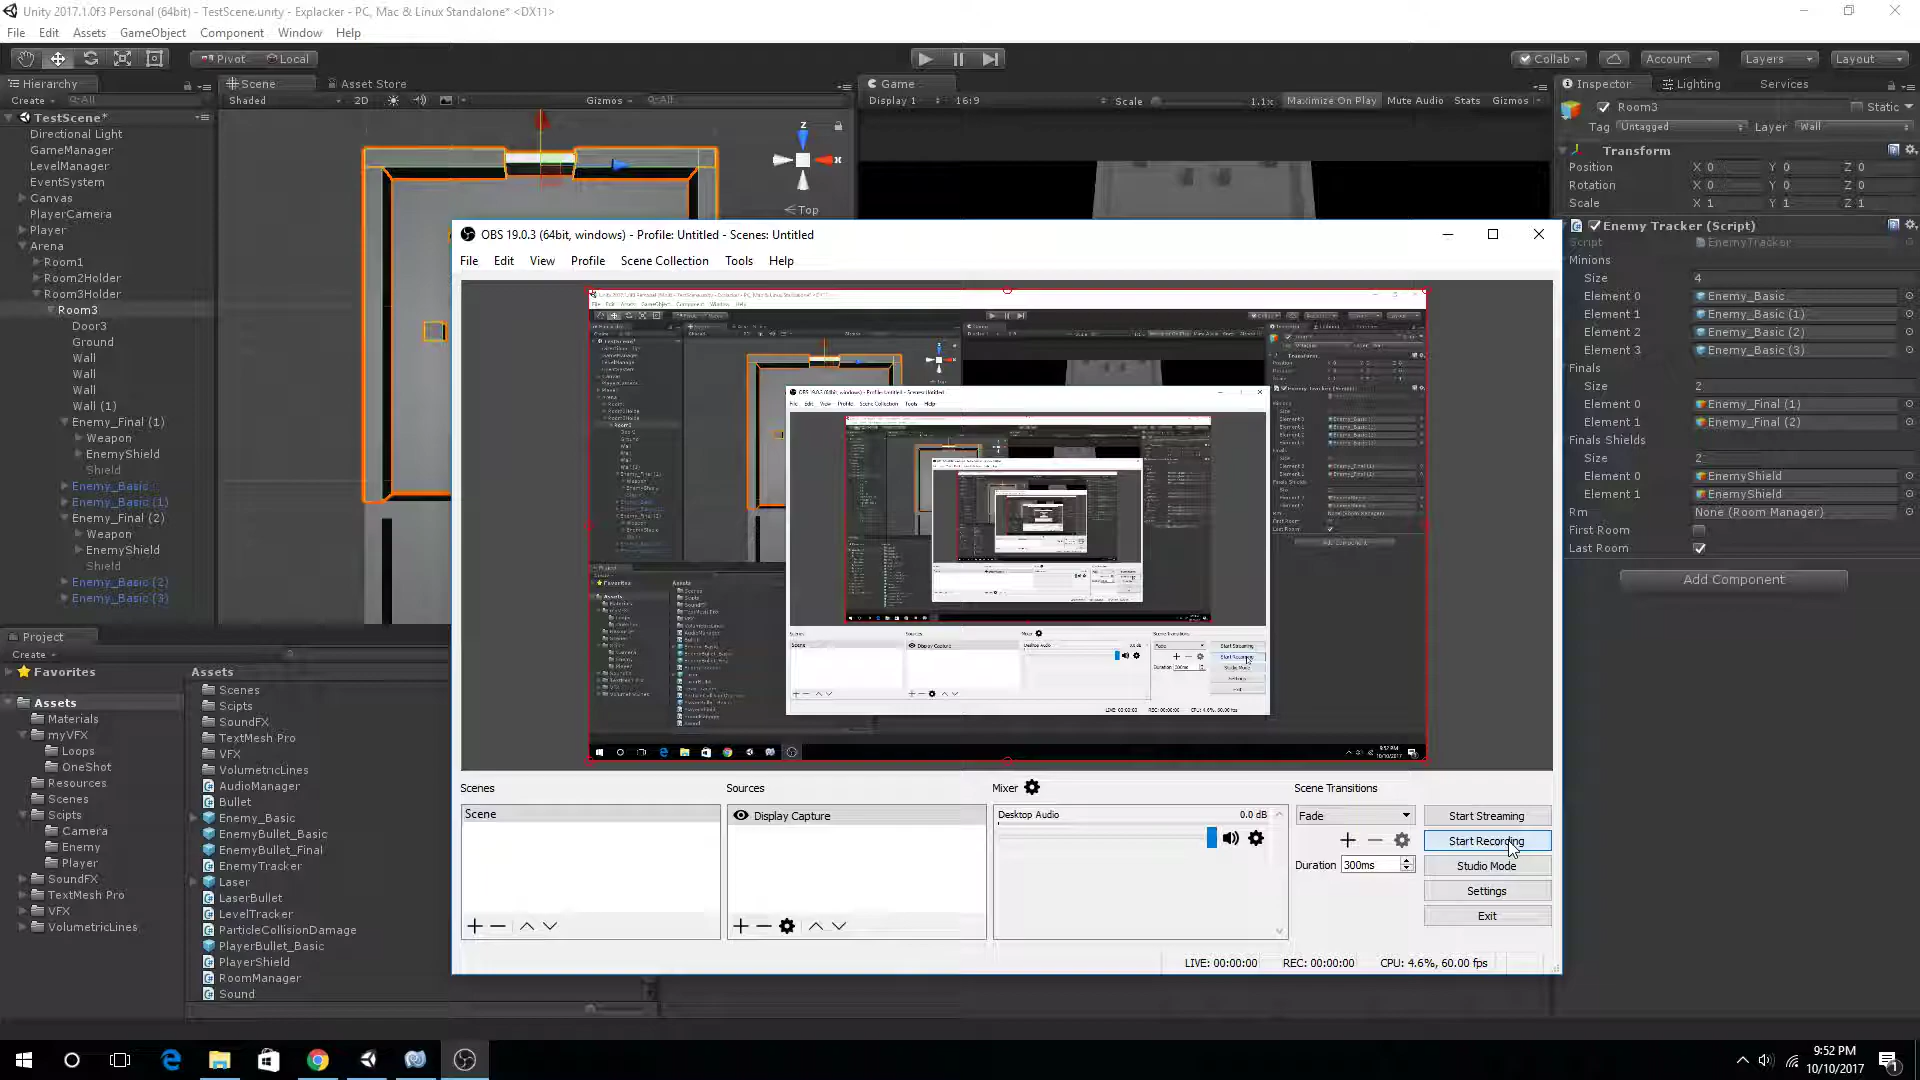 Unity 2017.1.0f3 Personal (64bit) - TestScene.unity - Explacker - PC, Mac & Linux Standalone* <DX11>
File Edit Assets GameObject Component Window Help
Pivot Local
Collab Account Layers Layout
Hierarchy
Create All
TestScene*
Directional Light
GameManager
LevelManager
EventSystem
Canvas
PlayerCamera
Player
Arena
Room1
Room2Holder
Room3Holder
Room3
Door3
Ground
Wall
Wall
Wall
Wall (1)
Enemy_Final (1)
Weapon
EnemyShield
Shield
Enemy_Basic
Enemy_Basic (1)
Enemy_Final (2)
Weapon
EnemyShield
Shield
Enemy_Basic (2)
Enemy_Basic (3)
Scene Asset Store
Shaded 2D Gizmos All
z
x
Top
Game
Display 1 16:9 Scale 1.1x Maximize On Play Mute Audio Stats Gizmos
Inspector Lighting Services
Room3 Static
Tag Untagged Layer Wall
Transform
Position X 0 Y 0 Z 0
Rotation X 0 Y 0 Z 0
Scale X 1 Y 1 Z 1
Enemy Tracker (Script)
Script EnemyTracker
Minions
Size 4
Element 0 Enemy_Basic
Element 1 Enemy_Basic (1)
Element 2 Enemy_Basic (2)
Element 3 Enemy_Basic (3)
Finals
Size 2
Element 0 Enemy_Final (1)
Element 1 Enemy_Final (2)
Finals Shields
Size 2
Element 0 EnemyShield
Element 1 EnemyShield
Rm None (Room Manager)
First Room
Last Room
Add Component
Project
Create
Favorites
Assets
Materials
myVFX
Loops
OneShot
Resources
Scenes
Scipts
Camera
Enemy
Player
SoundFX
TextMesh Pro
VFX
VolumetricLines
Assets
Scenes
Scipts
SoundFX
TextMesh Pro
VFX
VolumetricLines
AudioManager
Bullet
Enemy_Basic
EnemyBullet_Basic
EnemyBullet_Final
EnemyTracker
Laser
LaserBullet
LevelTracker
ParticleCollisionDamage
PlayerBullet_Basic
PlayerShield
RoomManager
Sound
OBS 19.0.3 (64bit, windows) - Profile: Untitled - Scenes: Untitled
File Edit View Profile Scene Collection Tools Help
Scenes
Scene
Sources
Display Capture
Mixer
Desktop Audio 0.0 dB
Scene Transitions
Fade
Duration 300ms
Start Streaming
Start Recording
Studio Mode
Settings
Exit
LIVE: 00:00:00 REC: 00:00:00 CPU: 4.6%, 60.00 fps
9:52 PM
10/10/2017
1